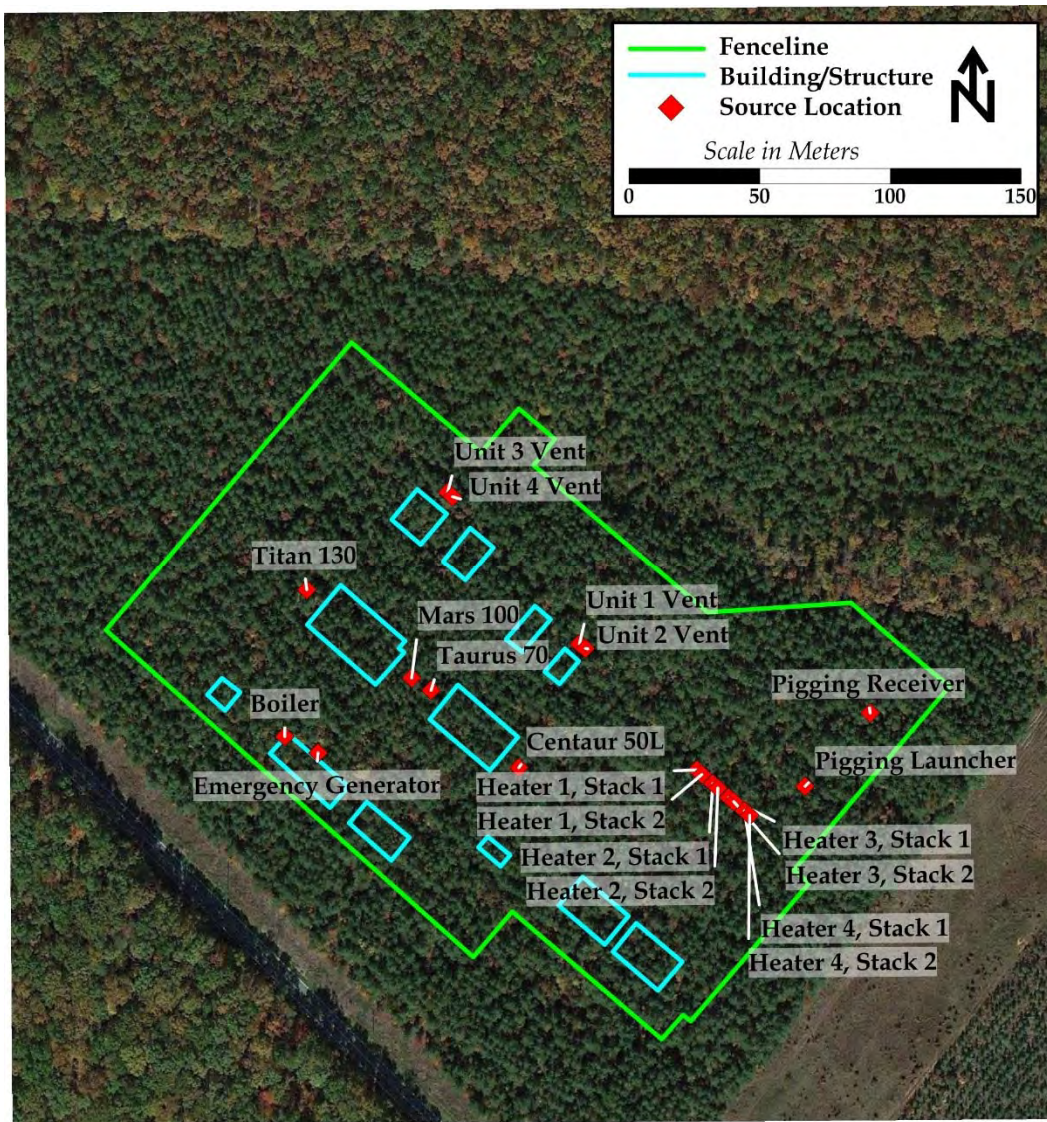 Fenceline
Building/Structure
Source Location
N
Scale in Meters
0 50 100 150
Unit 3 Vent
Unit 4 Vent
Titan 130
Mars 100
Unit 1 Vent
Unit 2 Vent
Taurus 70
Pigging Receiver
Boiler
Centaur 50L
Pigging Launcher
Emergency Generator
Heater 1, Stack 1
Heater 1, Stack 2
Heater 2, Stack 1
Heater 2, Stack 2
Heater 3, Stack 1
Heater 3, Stack 2
Heater 4, Stack 1
Heater 4, Stack 2